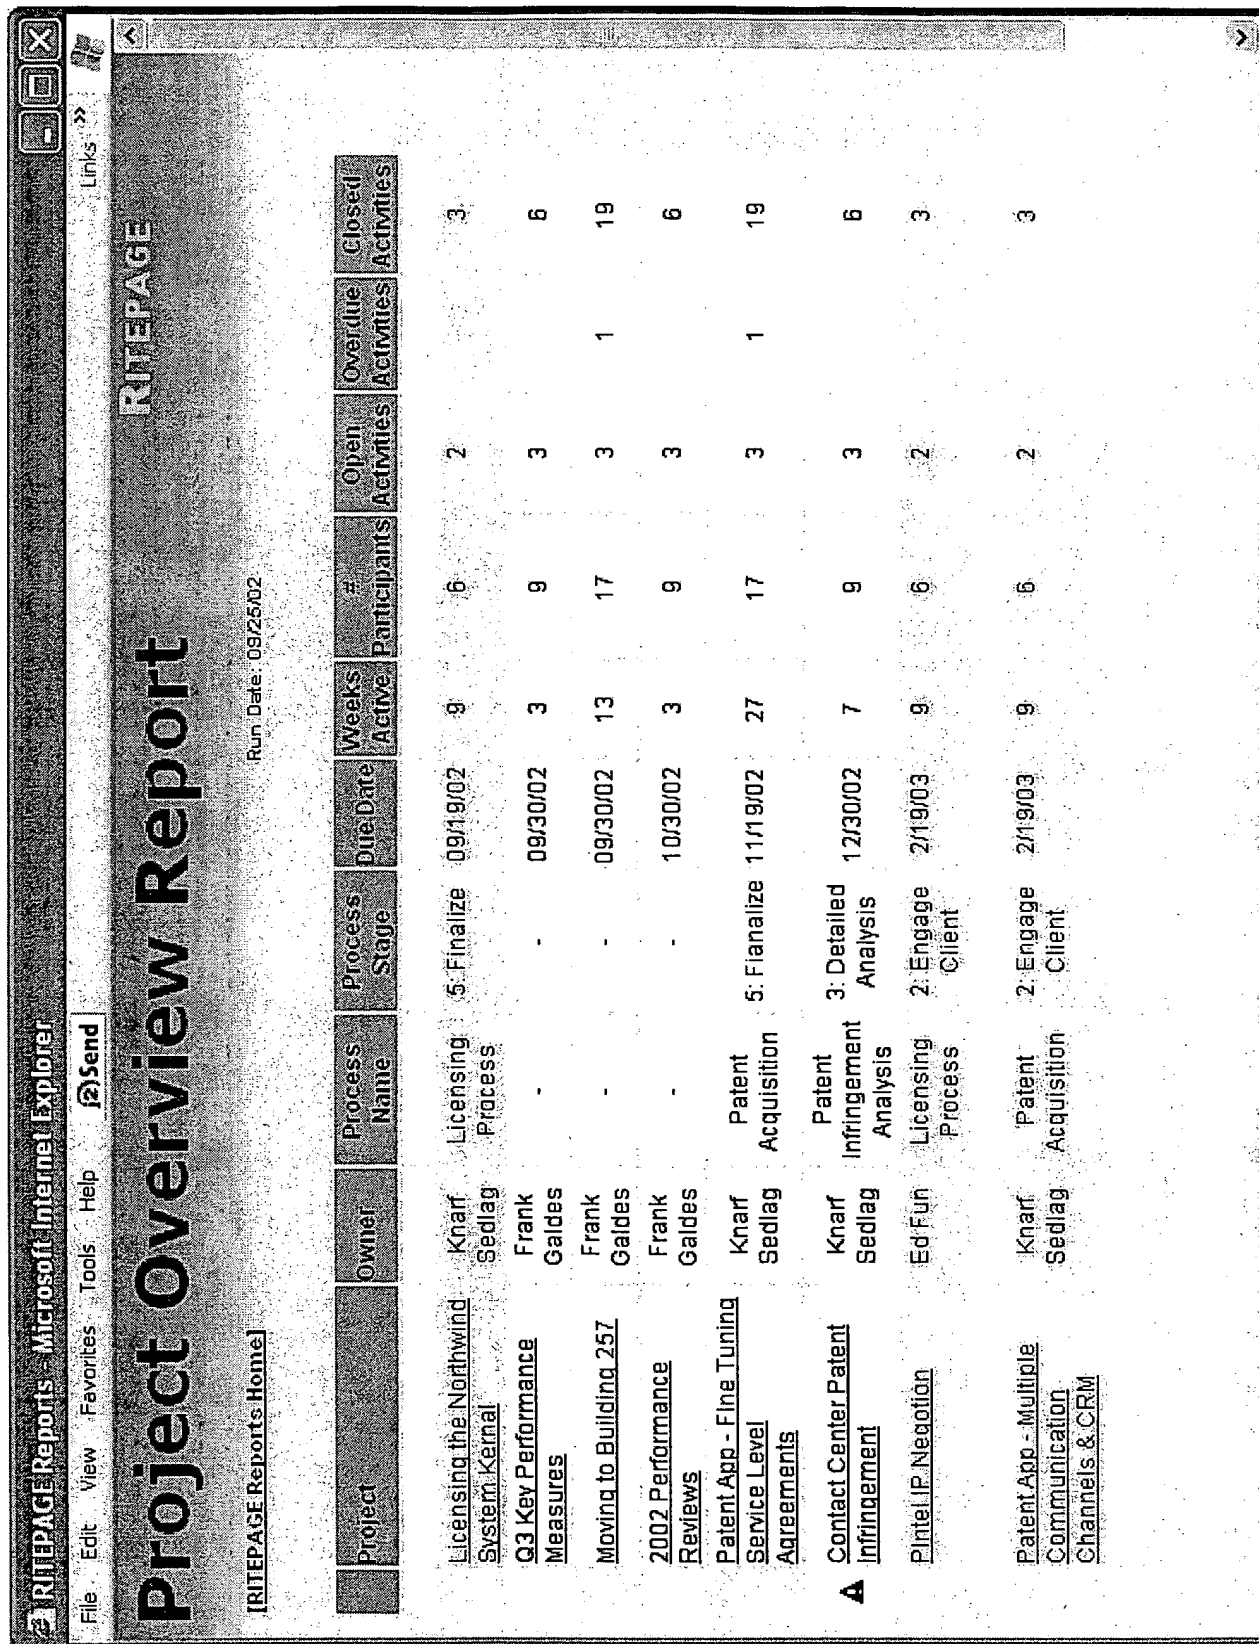 RITEPAGE Reports - Microsoft Internet Explorer
File Edit View Favorites Tools Help j2 Send Links »
Project Overview Report RITEPAGE
[RITEPAGE Reports Home] Run Date: 09/25/02
Project Owner Process Name Process Stage Due Date Weeks Active # Participants Open Activities Overdue Activities Closed Activities
Licensing the Northwind Knarf Licensing 5: Finalize 09/19/02 9 6 2 3
System Kernal Sedlag Process
Q3 Key Performance Frank - - 09/30/02 3 9 3 6
Measures Galdes
Moving to Building 257 Frank - - 09/30/02 13 17 3 1 19
Galdes
2002 Performance Frank - - 10/30/02 3 9 3 6
Reviews Galdes
Patent App - Fine Tuning Knarf Patent 5: Fianalize 11/19/02 27 17 3 1 19
Service Level Sedlag Acquisition
Agreements
Contact Center Patent Knarf Patent 3: Detailed 12/30/02 7 9 3 6
Infringement Sedlag Infringement Analysis
Analysis
PIntel IP Negotion Ed Fun Licensing 2: Engage 2/19/03 9 6 2 3
Process Client
Patent App - Multiple Knarf Patent 2: Engage 2/19/03 9 6 2 3
Communication Sedlag Acquisition Client
Channels & CRM